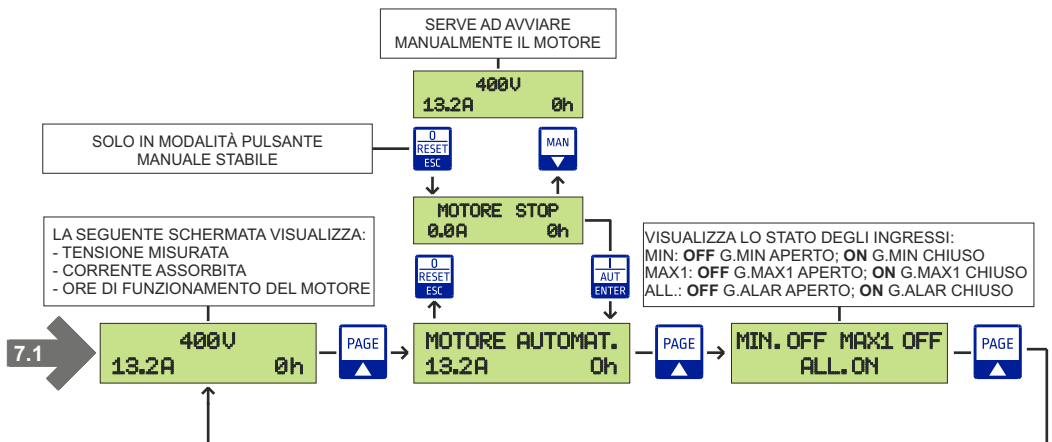 SERVE AD AVVIARE
MANUALMENTE IL MOTORE
400V
13.2A 0h
SOLO IN MODALITÀ PULSANTE
MANUALE STABILE
0
RESET
ESC
MAN
MOTORE STOP
0.0A 0h
LA SEGUENTE SCHERMATA VISUALIZZA:
- TENSIONE MISURATA
- CORRENTE ASSORBITA
- ORE DI FUNZIONAMENTO DEL MOTORE
0
RESET
ESC
I
AUT
ENTER
VISUALIZZA LO STATO DEGLI INGRESSI:
MIN: OFF G.MIN APERTO; ON G.MIN CHIUSO
MAX1: OFF G.MAX1 APERTO; ON G.MAX1 CHIUSO
ALL.: OFF G.ALAR APERTO; ON G.ALAR CHIUSO
7.1
400V
13.2A 0h
PAGE
MOTORE AUTOMAT.
13.2A 0h
PAGE
MIN.OFF MAX1 OFF
ALL.ON
PAGE